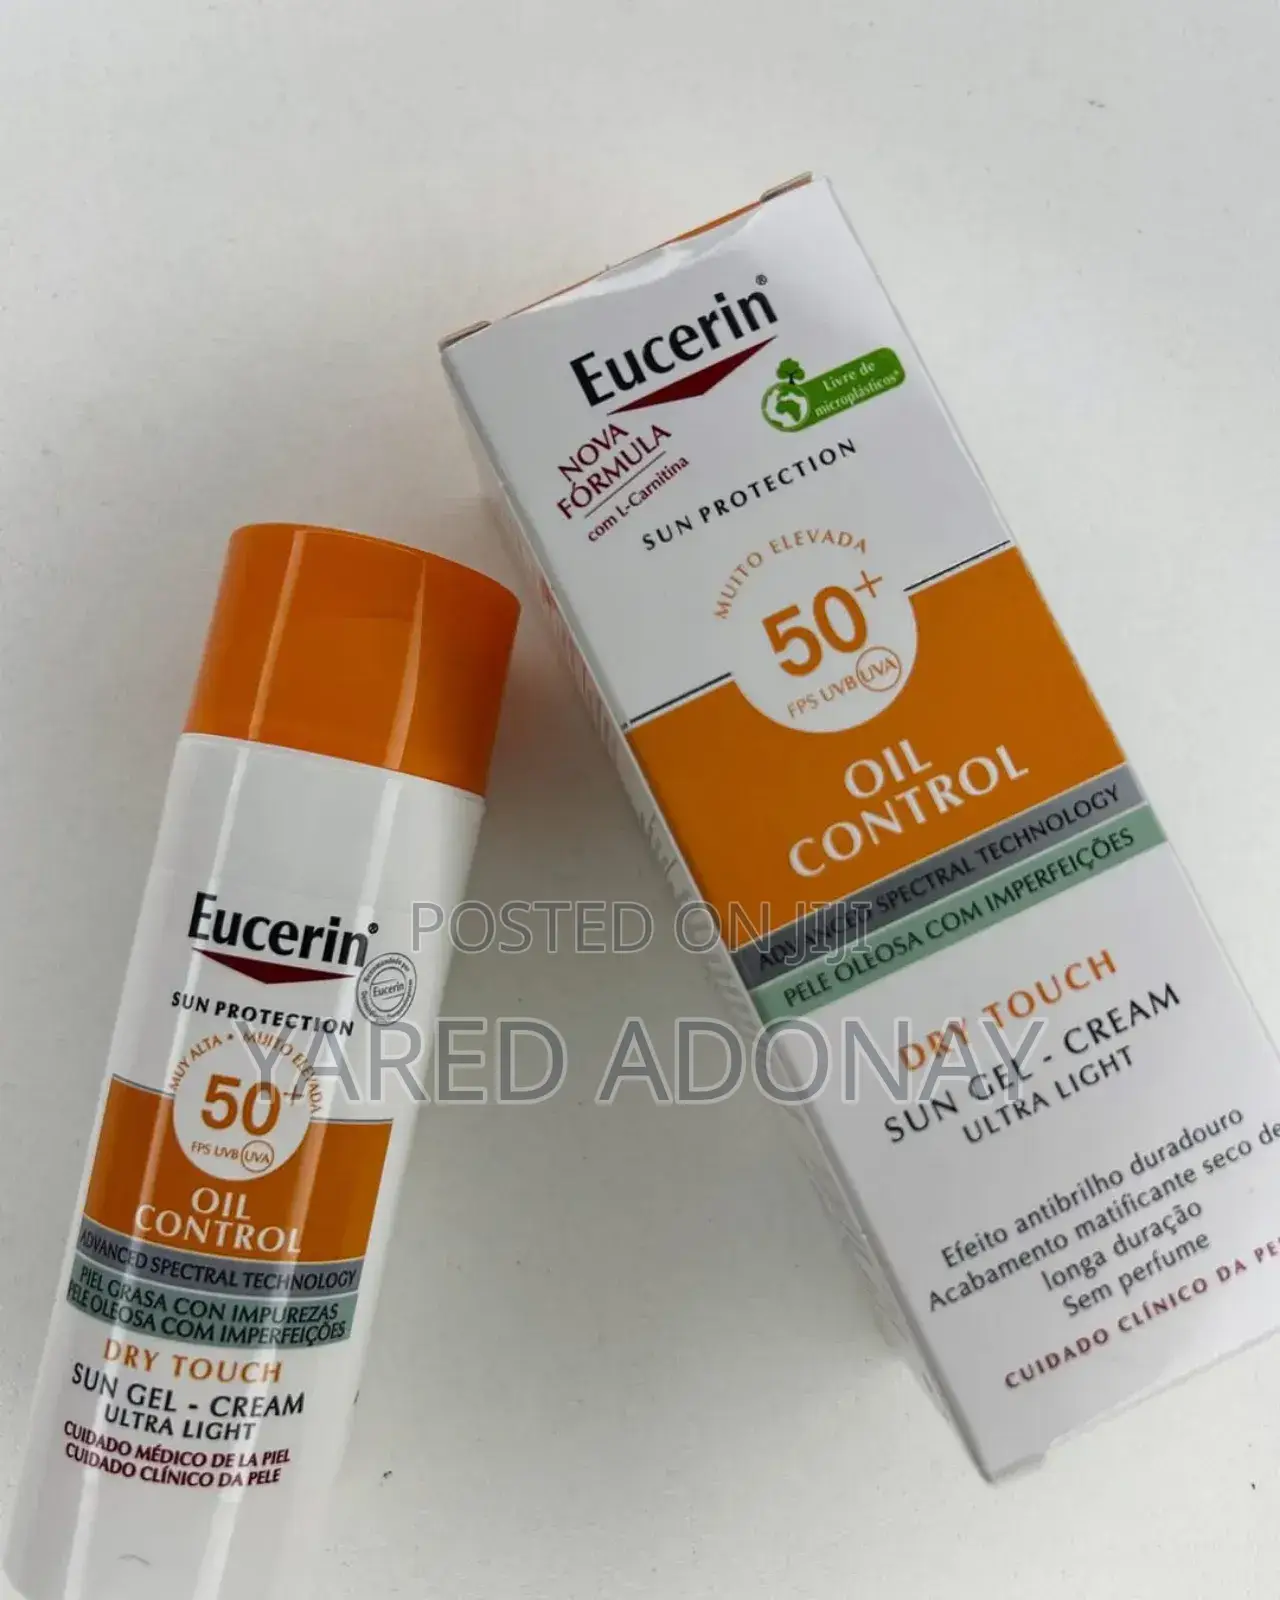 Eucerin®
Livre de
microplásticos*
NOVA
FÓRMULA
com L-Carnitina
SUN PROTECTION
MUITO ELEVADA
50+
FPS UVB UVA
OIL
CONTROL
ADVANCED SPECTRAL TECHNOLOGY
PELE OLEOSA COM IMPERFEIÇÕES
DRY TOUCH
SUN GEL - CREAM
ULTRA LIGHT
Efeito antibrilho duradouro
Acabamento matificante seco de
longa duração
Sem perfume
CUIDADO CLÍNICO DA
Eucerin®
Eucerin
SUN PROTECTION
MUY ALTA • MUITO ELEVADA
50+
FPS UVB UVA
OIL
CONTROL
ADVANCED SPECTRAL TECHNOLOGY
PIEL GRASA CON IMPUREZAS
PELE OLEOSA COM IMPERFEIÇÕES
DRY TOUCH
SUN GEL - CREAM
ULTRA LIGHT
CUIDADO MÉDICO DE LA PIEL
CUIDADO CLÍNICO DA PELE
POSTED ON JIJI
YARED ADONAY